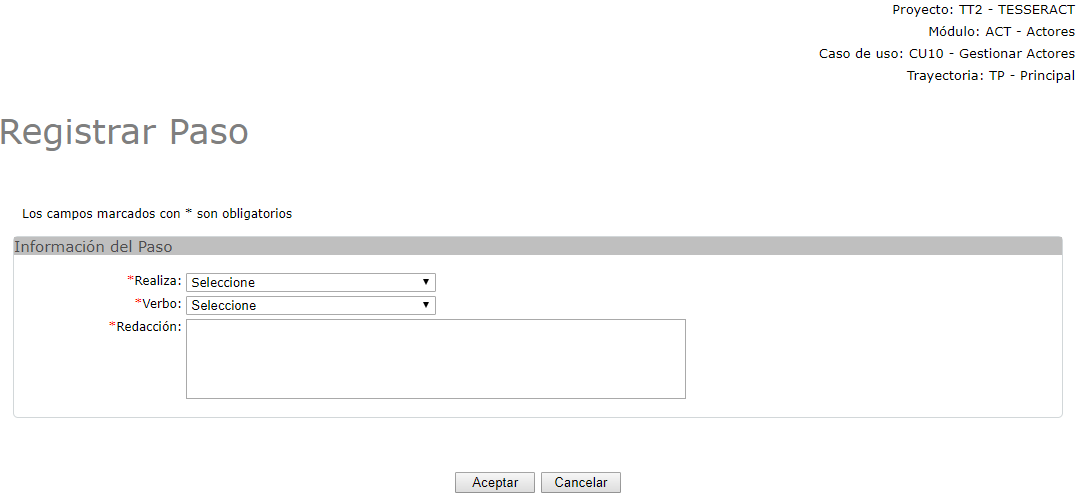 Proyecto: TT2 - TESSERACT
Módulo: ACT - Actores
Caso de uso: CU10 - Gestionar Actores
Trayectoria: TP - Principal
Registrar Paso
Los campos marcados con * son obligatorios
Información del Paso
*Realiza: Seleccione
*Verbo: Seleccione
*Redacción:
Aceptar Cancelar